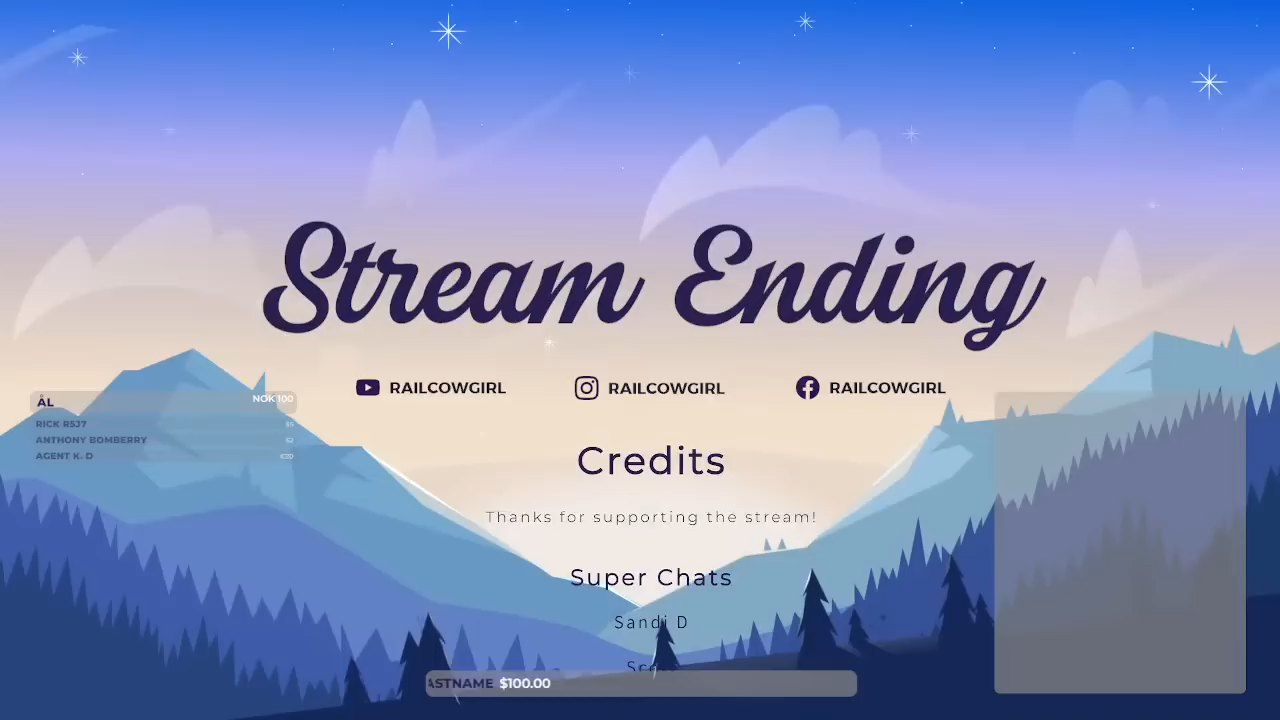 Stream Ending
RAILCOWGIRL RAILCOWGIRL RAILCOWGIRL
ÅL NOK 100
RICK R5J7
ANTHONY BOMBERRY
AGENT K. D
Credits
Thanks for supporting the stream!
Super Chats
Sandi D
ASTNAME $100.00